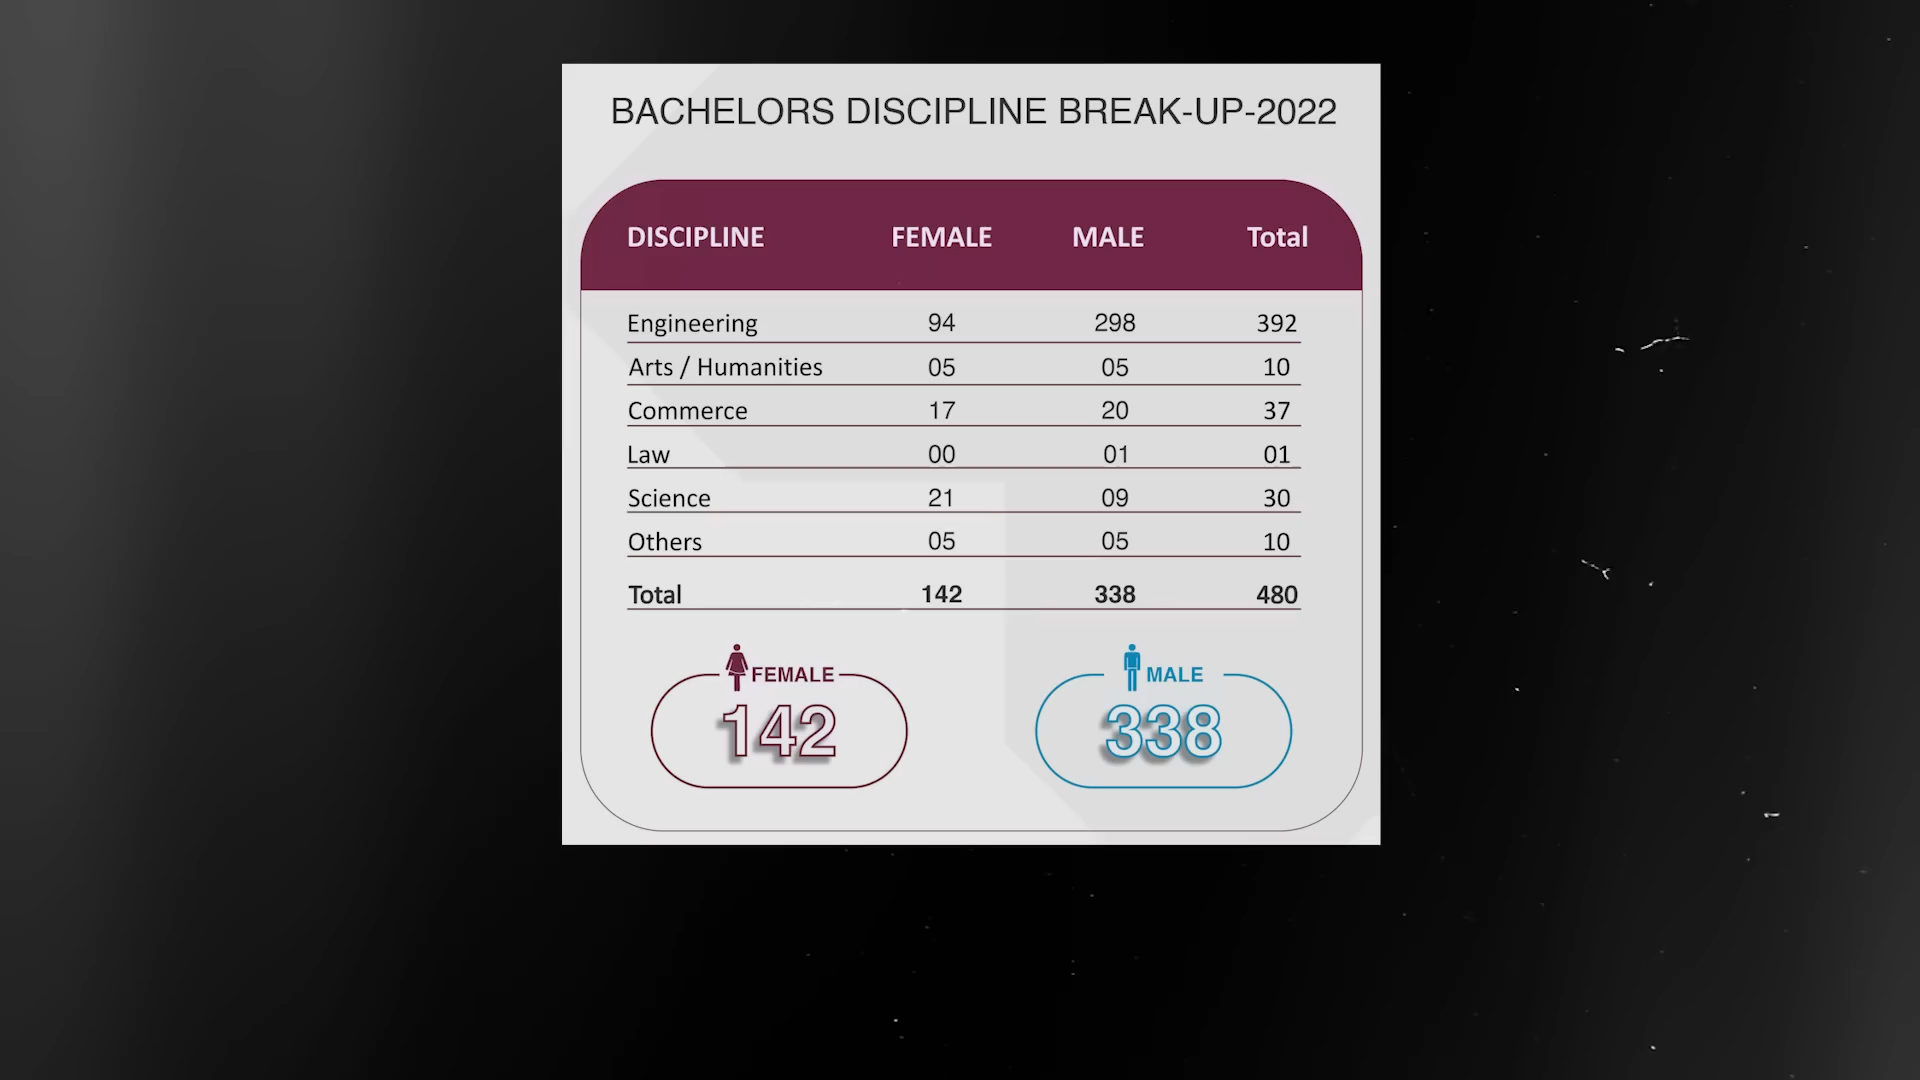 BACHELORS DISCIPLINE BREAK-UP-2022
DISCIPLINE FEMALE MALE Total
Engineering 94 298 392
Arts / Humanities 05 05 10
Commerce 17 20 37
Law 00 01 01
Science 21 09 30
Others 05 05 10
Total 142 338 480
FEMALE MALE
142 338